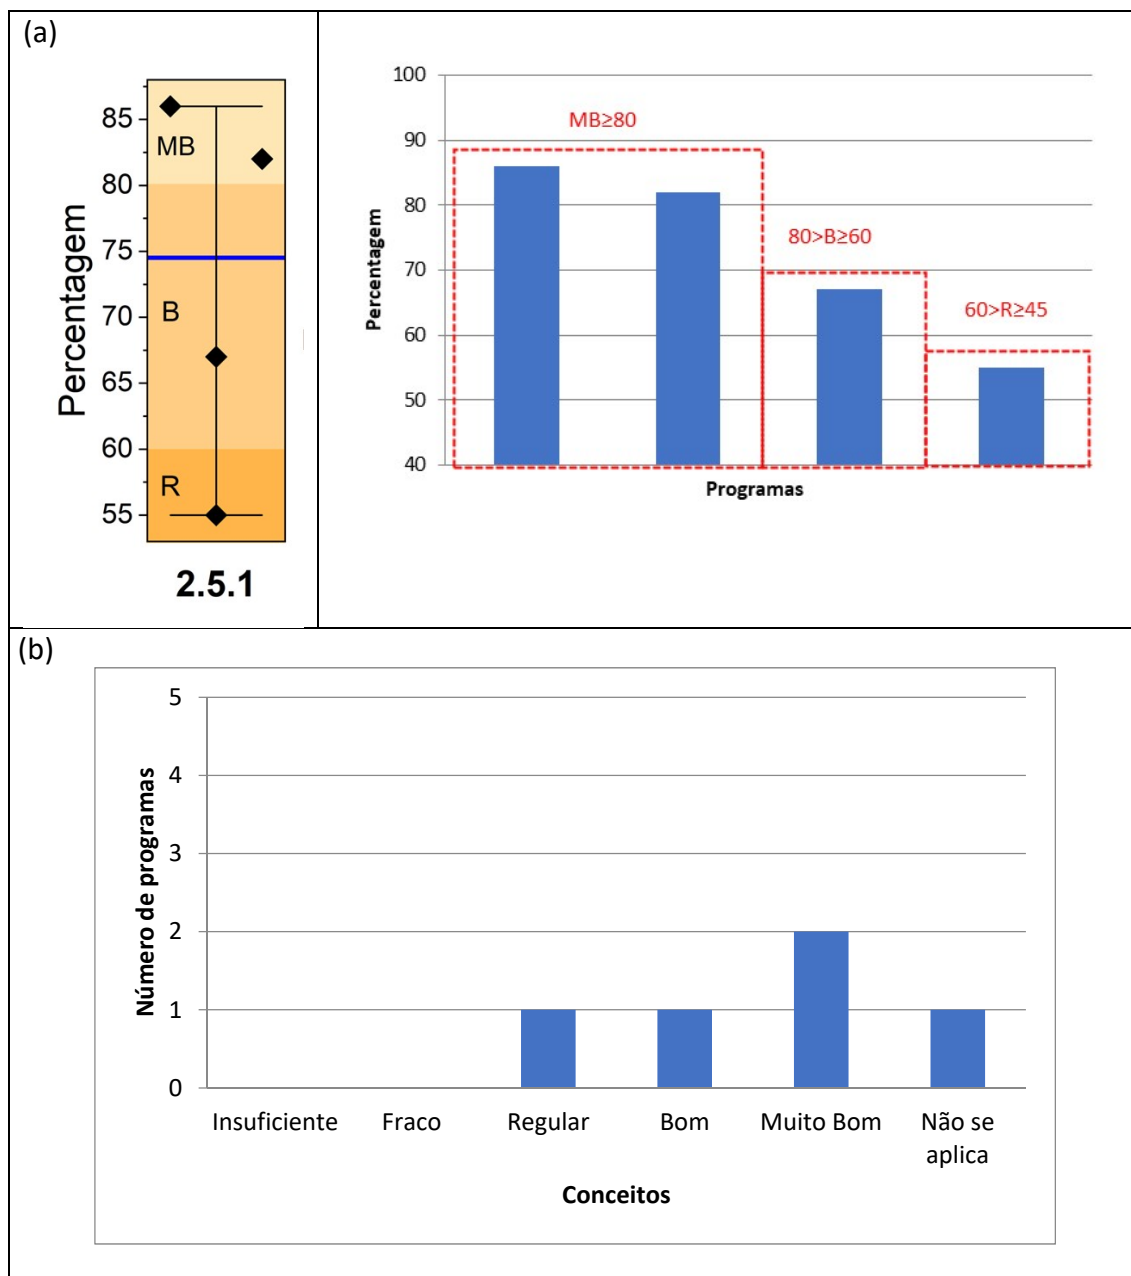 (a)
Percentagem
85
80
75
70
65
60
55
MB
B
R
2.5.1
Percentagem
100
90
80
70
60
50
40
MB≥80
80>B≥60
60>R≥45
Programas
(b)
Número de programas
5
4
3
2
1
0
Insuficiente Fraco Regular Bom Muito Bom Não se
aplica
Conceitos